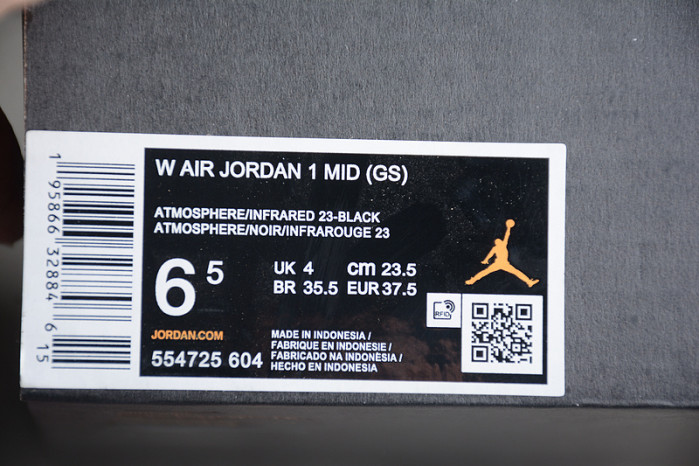 W AIR JORDAN 1 MID (GS)
ATMOSPHERE/INFRARED 23-BLACK
ATMOSPHERE/NOIR/INFRAROUGE 23
6 5
UK 4 cm 23.5
BR 35.5 EUR 37.5
RFID
JORDAN.COM
554725 604
MADE IN INDONESIA /
FABRIQUE EN INDONESIE /
FABRICADO NA INDONÈSIA /
HECHO EN INDONESIA
1 95866 32884 6 15